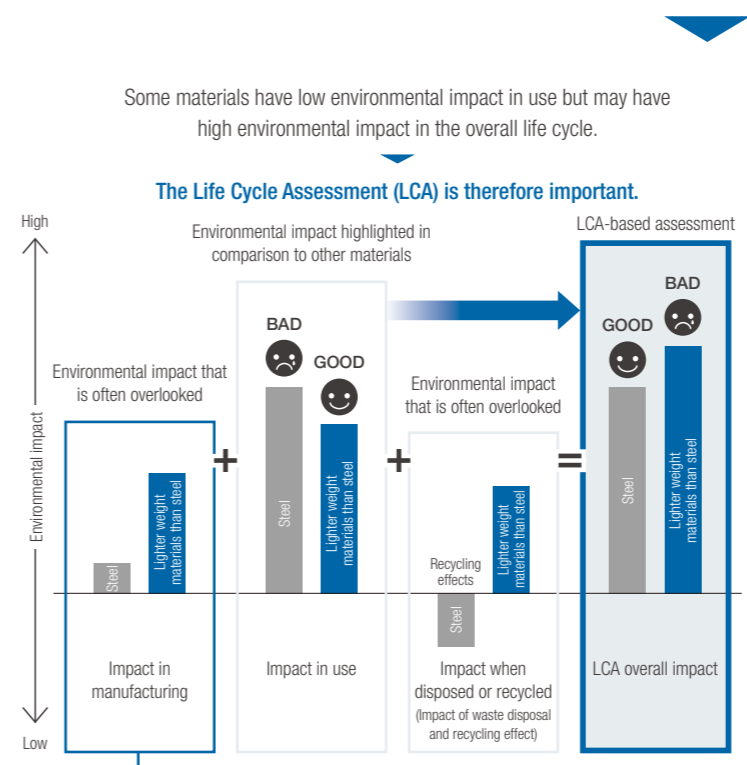 Some materials have low environmental impact in use but may have
high environmental impact in the overall life cycle.
The Life Cycle Assessment (LCA) is therefore important.
High
Environmental impact
Low
Environmental impact that
is often overlooked
Steel
Lighter weight
materials than steel
Impact in
manufacturing
+
Environmental impact highlighted in
comparison to other materials
BAD
GOOD
Steel
Lighter weight
materials than steel
Impact in use
+
Environmental impact
that is often overlooked
Recycling
effects
Steel
Lighter weight
materials than steel
Impact when
disposed or recycled
(Impact of waste disposal
and recycling effect)
=
LCA-based assessment
GOOD
BAD
Steel
Lighter weight
materials than steel
LCA overall impact